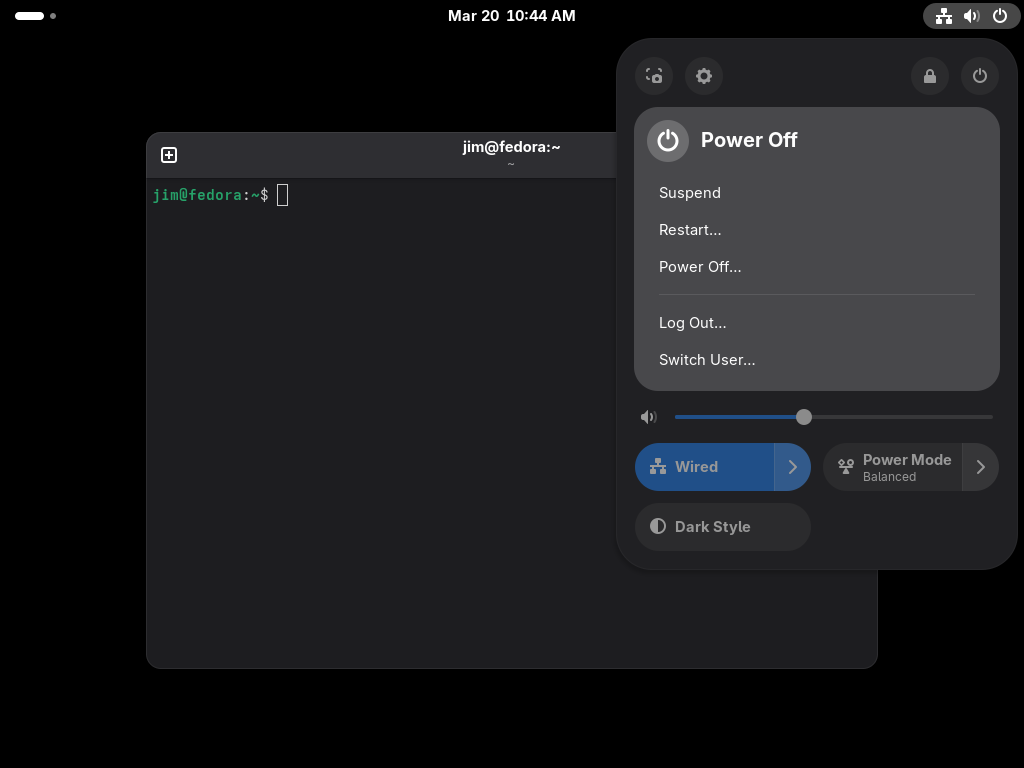 Mar 20 10:44 AM
jim@fedora:~
~
jim@fedora:~$
Power Off
Suspend
Restart...
Power Off...
Log Out...
Switch User...
Wired
Power Mode
Balanced
Dark Style